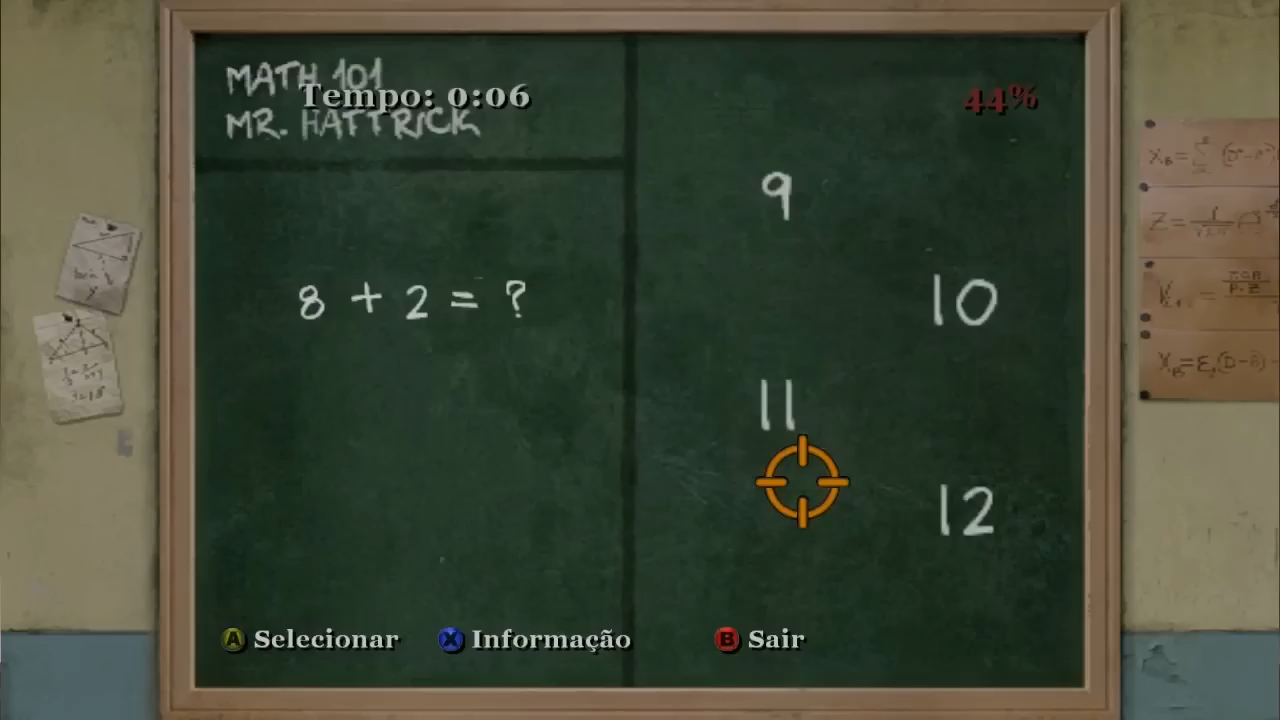 MATH 101
Tempo: 0:06
44%
MR. HATTRICK
9
8 + 2 = ?
10
11
12
A Selecionar
X Informação
B Sair